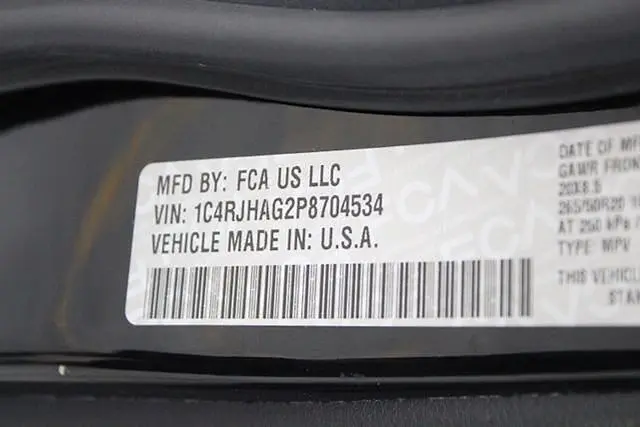 MFD BY: FCA US LLC
VIN: 1C4RJHAG2P8704534
VEHICLE MADE IN: U.S.A.
DATE OF MF
GAWR FRON
20X8.5
265/50R20
AT 250 kPa
TYPE: MPV
THIS VEHICL
STAN